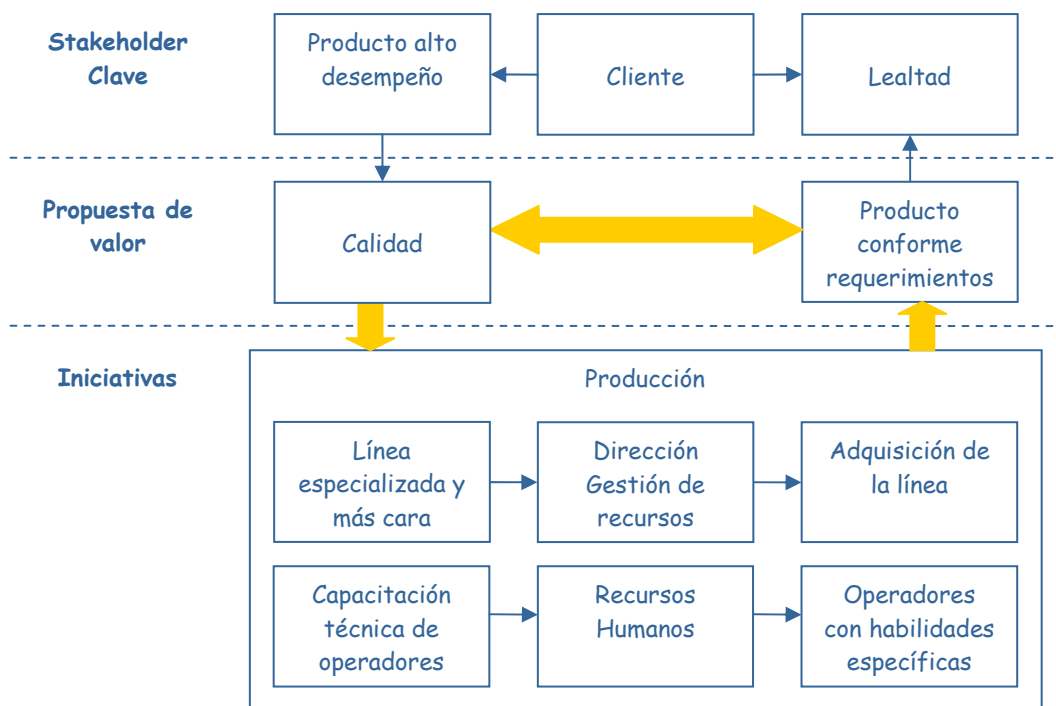 Stakeholder
Clave
Producto alto
desempeño
Cliente
Lealtad
Propuesta de
valor
Calidad
Producto
conforme
requerimientos
Iniciativas
Producción
Línea
especializada y
más cara
Dirección
Gestión de
recursos
Adquisición de
la línea
Capacitación
técnica de
operadores
Recursos
Humanos
Operadores
con habilidades
específicas